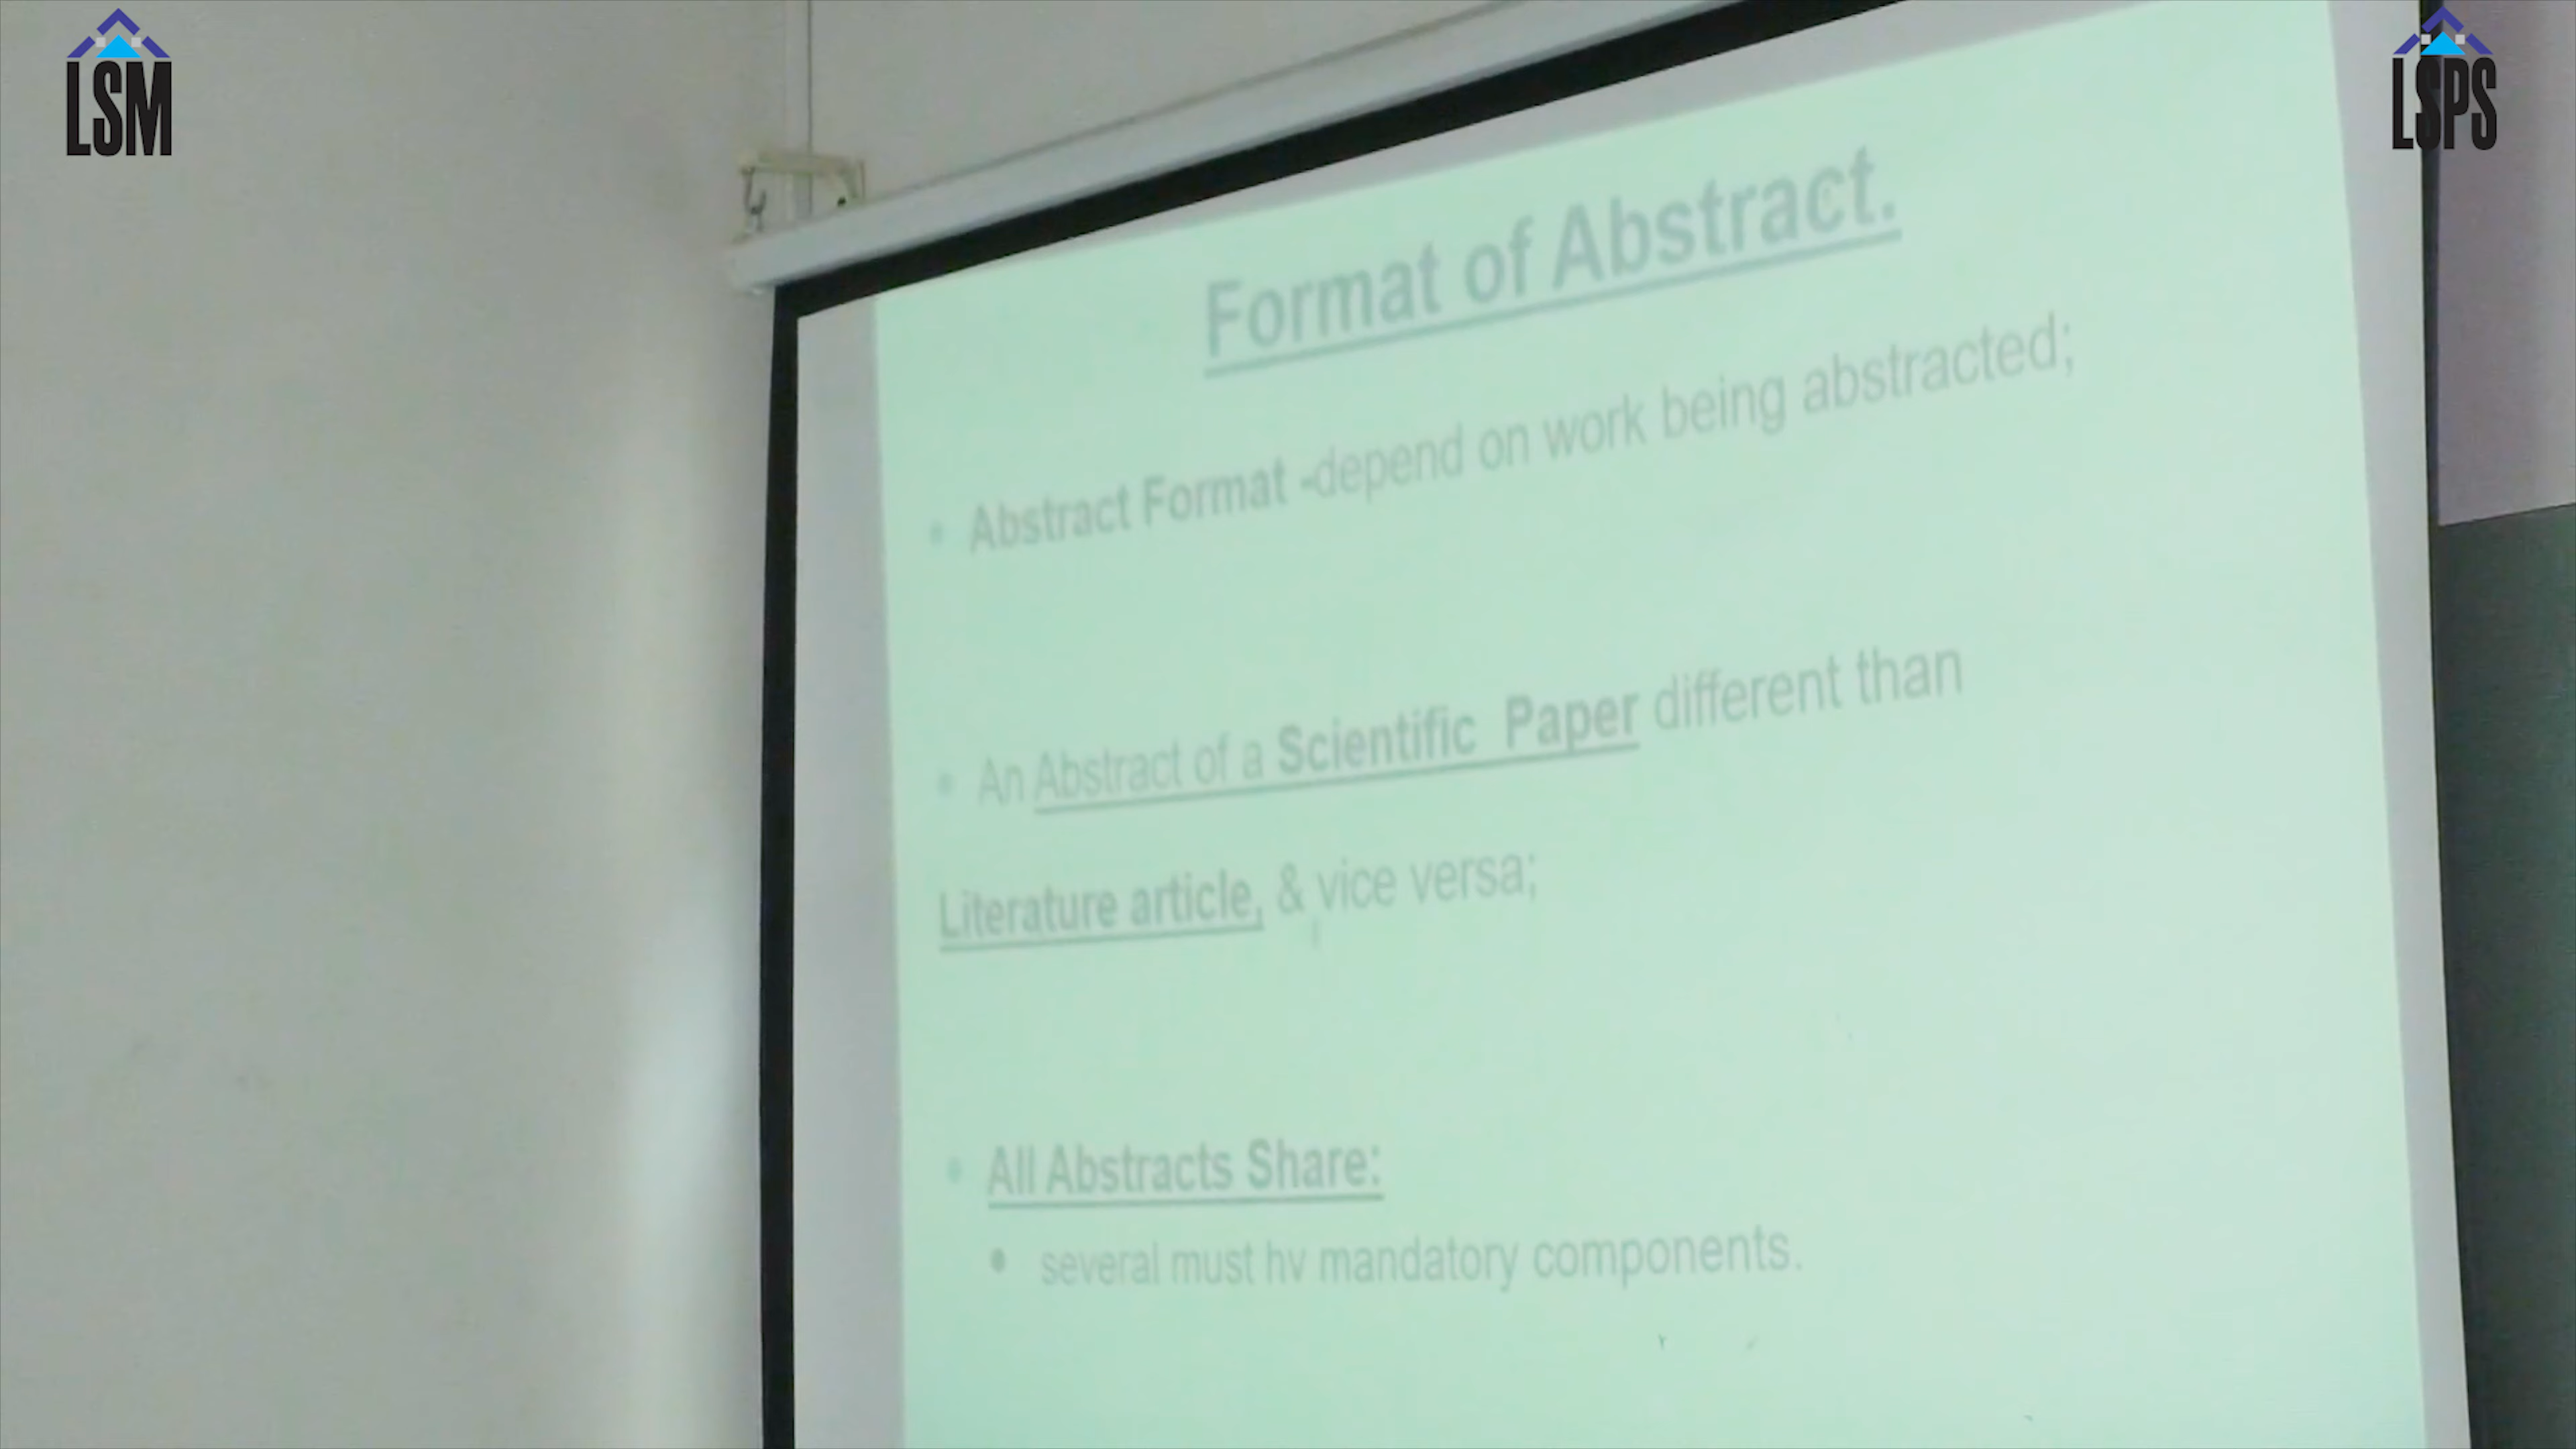 LSM
LSPS
Format of Abstract.
• Abstract Format -depend on work being abstracted;
• An Abstract of a Scientific Paper different than
Literature article, & vice versa;
• All Abstracts Share:
• several must hv mandatory components.